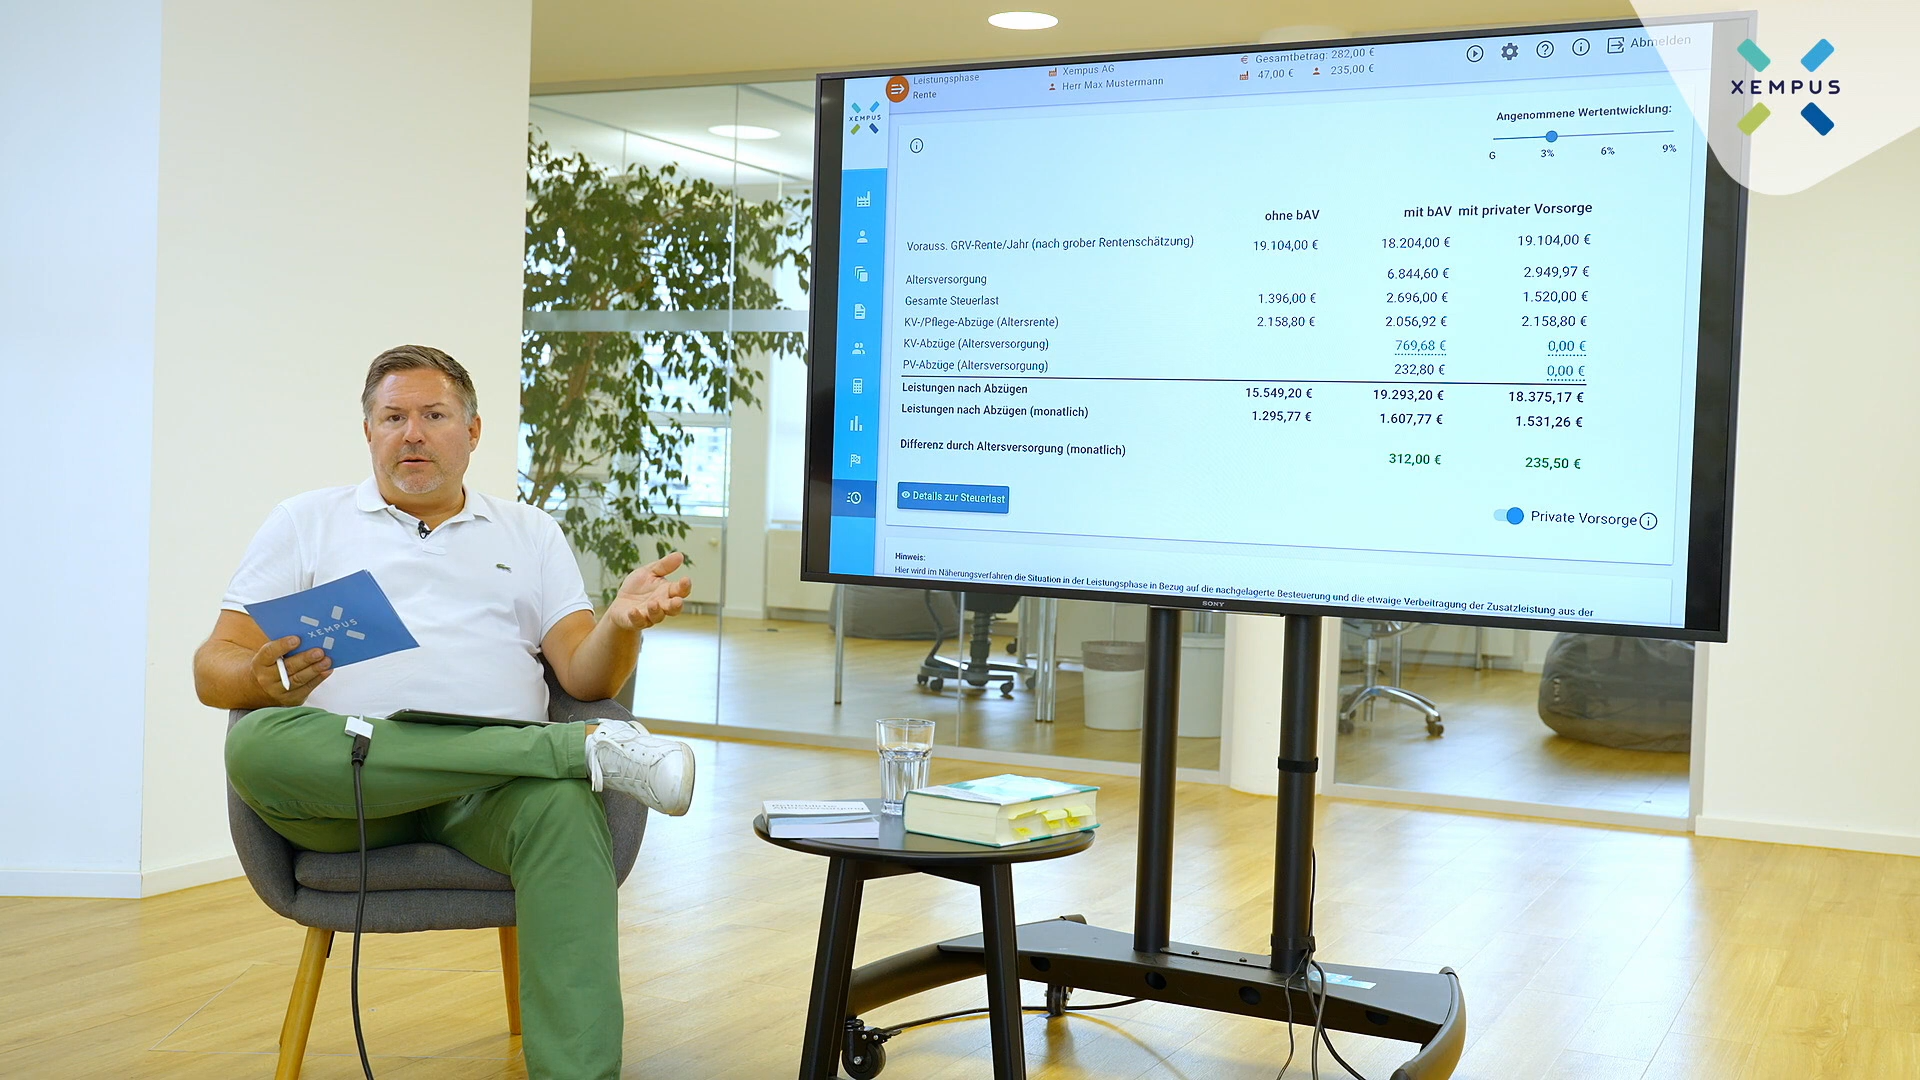 XEMPUS
Leistungsphase
Rente
Xempus AG
Herr Max Mustermann
Gesamtbetrag: 282,00 €
47,00 € 235,00 €
Abmelden
XEMPUS
Angenommene Wertentwicklung:
G 3% 6% 9%
ohne bAV mit bAV mit privater Vorsorge
Vorauss. GRV-Rente/Jahr (nach grober Rentenschätzung) 19.104,00 € 18.204,00 € 19.104,00 €
Altersversorgung 6.844,60 € 2.949,97 €
Gesamte Steuerlast 1.396,00 € 2.696,00 € 1.520,00 €
KV-/Pflege-Abzüge (Altersrente) 2.158,80 € 2.056,92 € 2.158,80 €
KV-Abzüge (Altersversorgung) 769,68 € 0,00 €
PV-Abzüge (Altersversorgung) 232,80 € 0,00 €
Leistungen nach Abzügen 15.549,20 € 19.293,20 € 18.375,17 €
Leistungen nach Abzügen (monatlich) 1.295,77 € 1.607,77 € 1.531,26 €
Differenz durch Altersversorgung (monatlich) 312,00 € 235,50 €
Details zur Steuerlast
Private Vorsorge
Hinweis:
Hier wird im Näherungsverfahren die Situation in der Leistungsphase in Bezug auf die nachgelagerte Besteuerung und die etwaige Verbeitragung der Zusatzleistung aus der
SONY
XEMPUS